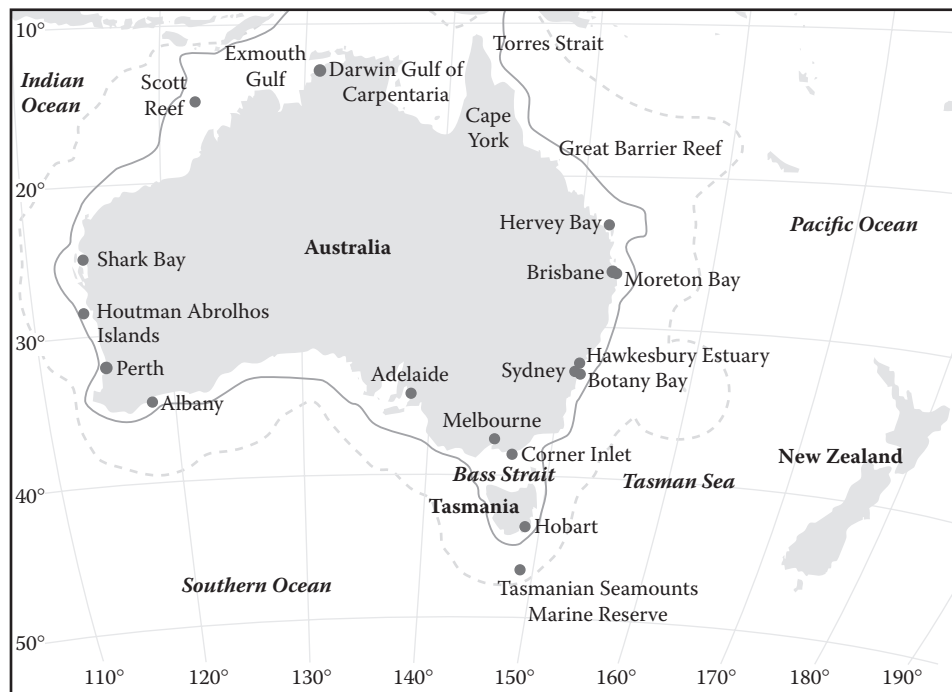 10°
Torres Strait
Exmouth
Gulf
Indian
Ocean
Scott
Reef
Darwin Gulf of
Carpentaria
Cape
York
Great Barrier Reef
20°
Hervey Bay
Pacific Ocean
Australia
Shark Bay
Brisbane
Moreton Bay
Houtman Abrolhos
Islands
30°
Perth
Hawkesbury Estuary
Sydney
Botany Bay
Adelaide
Albany
Melbourne
Corner Inlet
New Zealand
Bass Strait
Tasman Sea
40°
Tasmania
Hobart
Southern Ocean
Tasmanian Seamounts
Marine Reserve
50°
110° 120° 130° 140° 150° 160° 170° 180° 190°